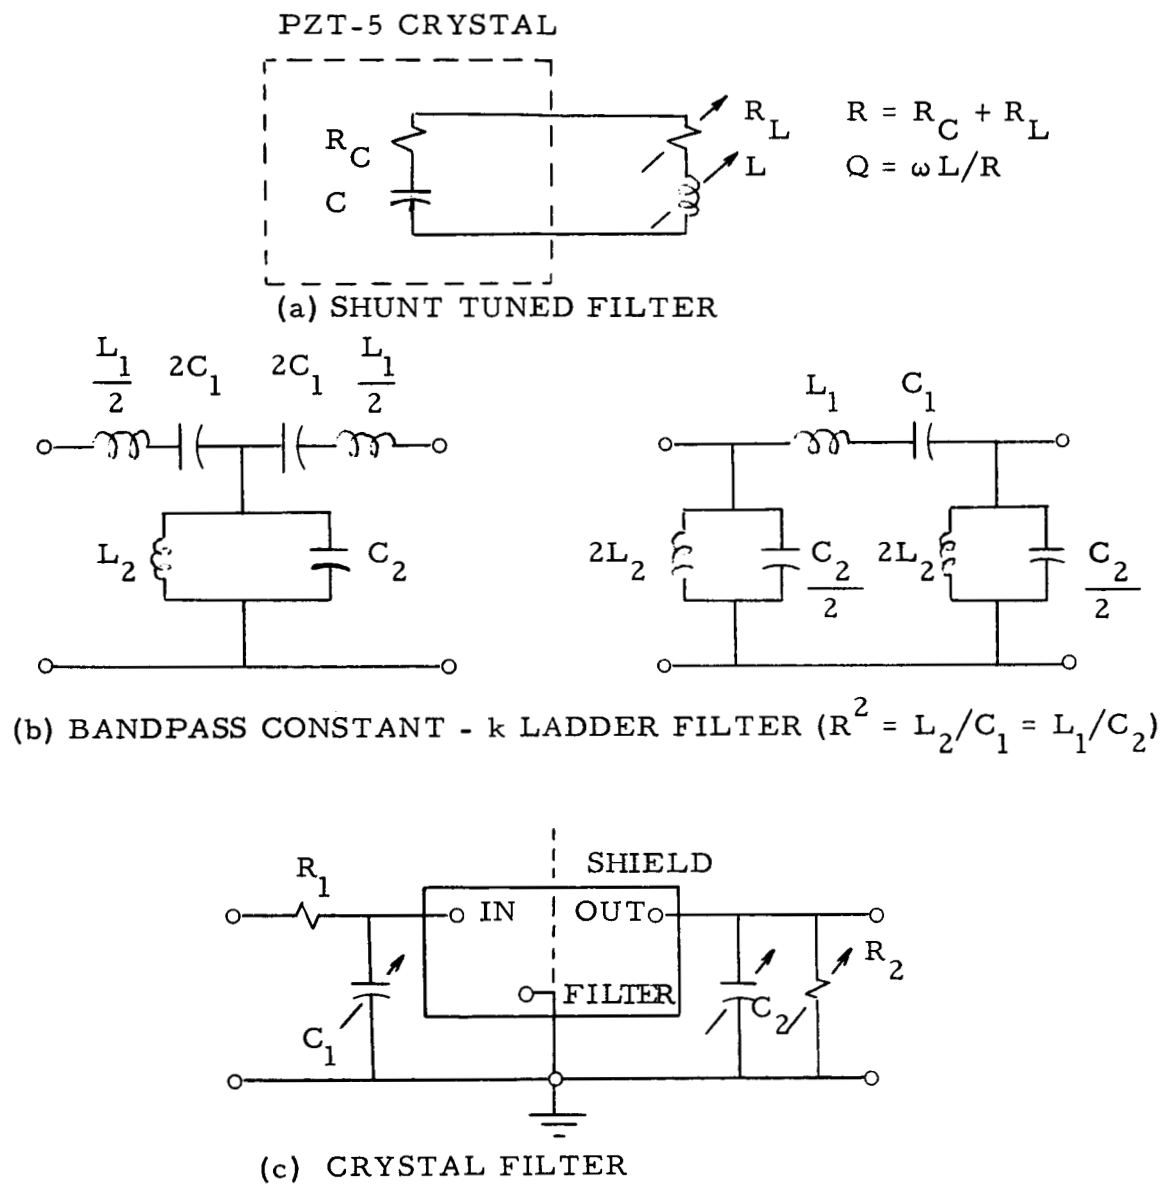 PZT-5 CRYSTAL
R_C
C
R_L
L
R = R_C + R_L
Q = ωL/R
(a) SHUNT TUNED FILTER
L_1/2 2C_1 2C_1 L_1/2
L_2 C_2
L_1 C_1
2L_2 C_2/2 2L_2 C_2/2
(b) BANDPASS CONSTANT - k LADDER FILTER (R^2 = L_2/C_1 = L_1/C_2)
SHIELD
R_1
IN OUT
R_2
FILTER
C_1
C_2
(c) CRYSTAL FILTER